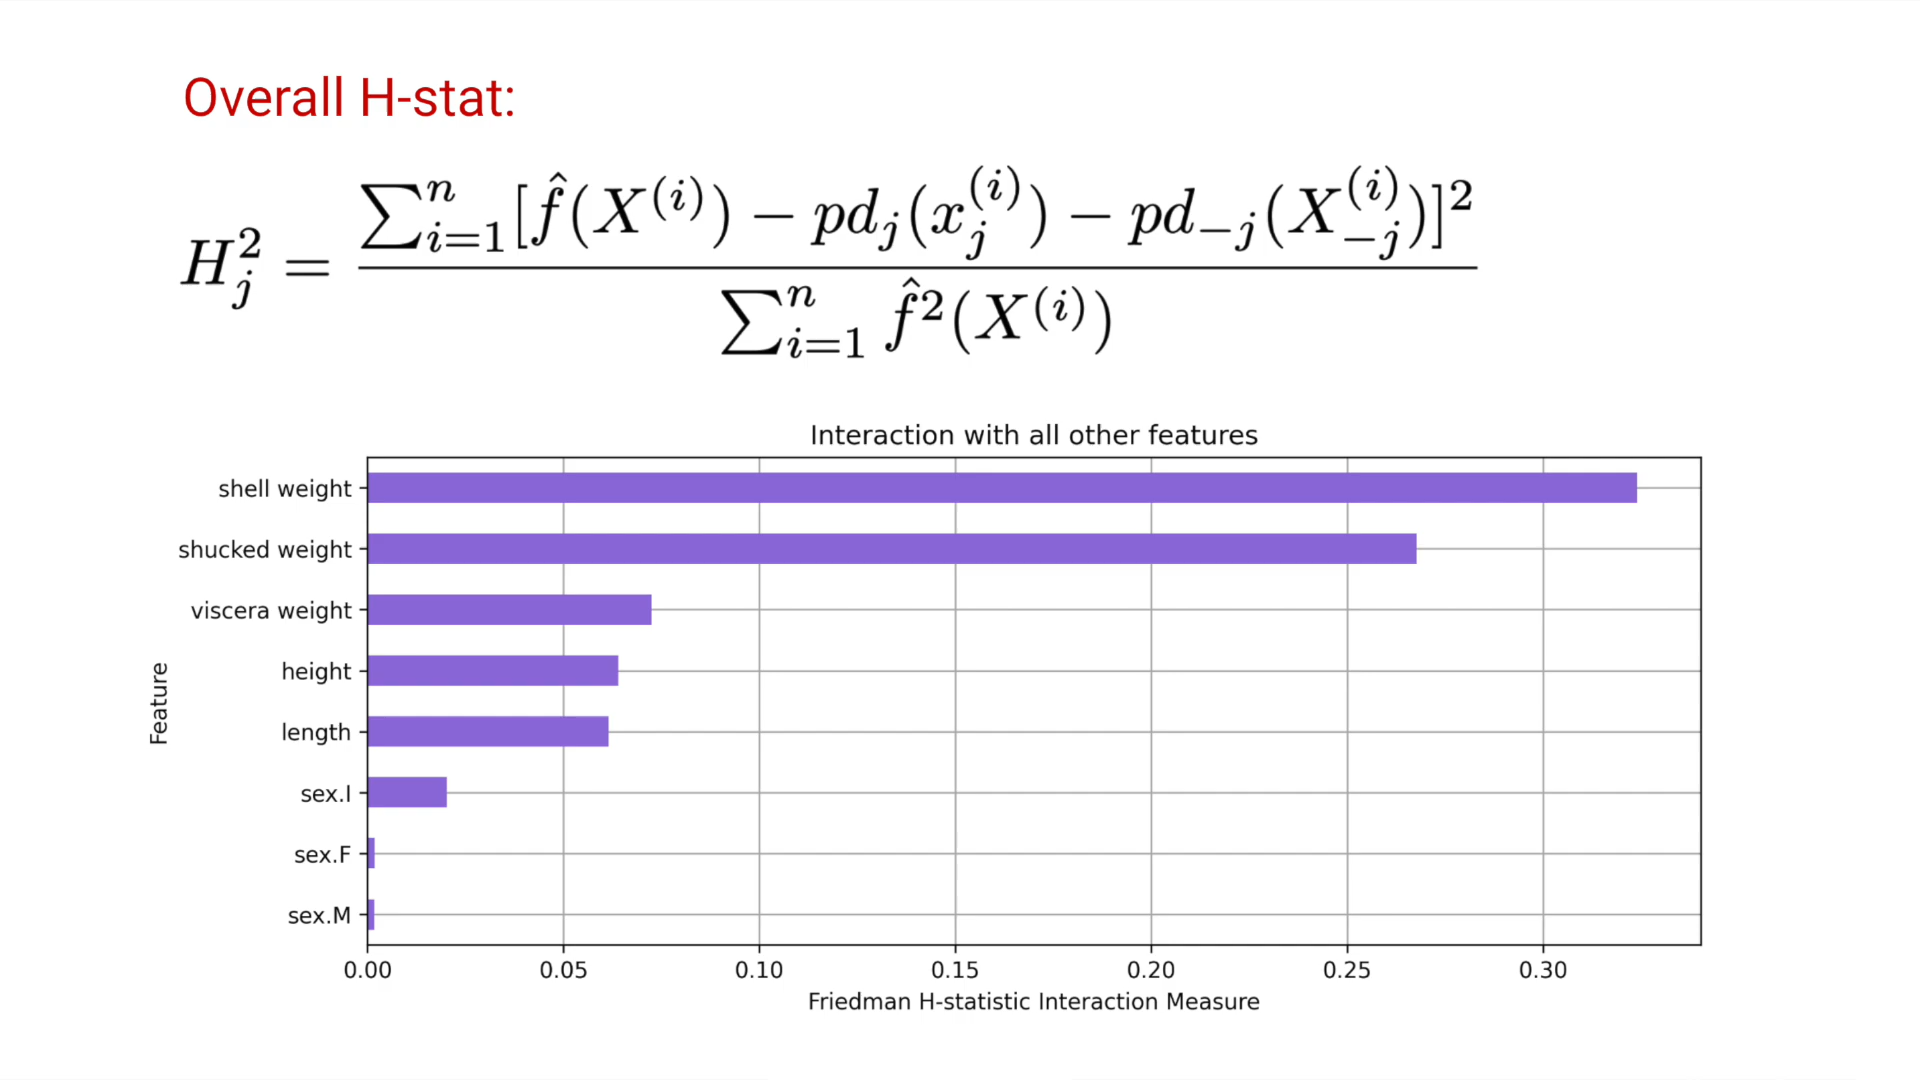 Overall H-stat:
H_j^2 = \frac{\sum_{i=1}^{n}[\hat{f}(X^{(i)}) - pd_j(x_j^{(i)}) - pd_{-j}(X_{-j}^{(i)})]^2}{\sum_{i=1}^{n} \hat{f}^2(X^{(i)})}
Interaction with all other features
shell weight
shucked weight
viscera weight
height
length
sex.I
sex.F
sex.M
Feature
0.00 0.05 0.10 0.15 0.20 0.25 0.30
Friedman H-statistic Interaction Measure